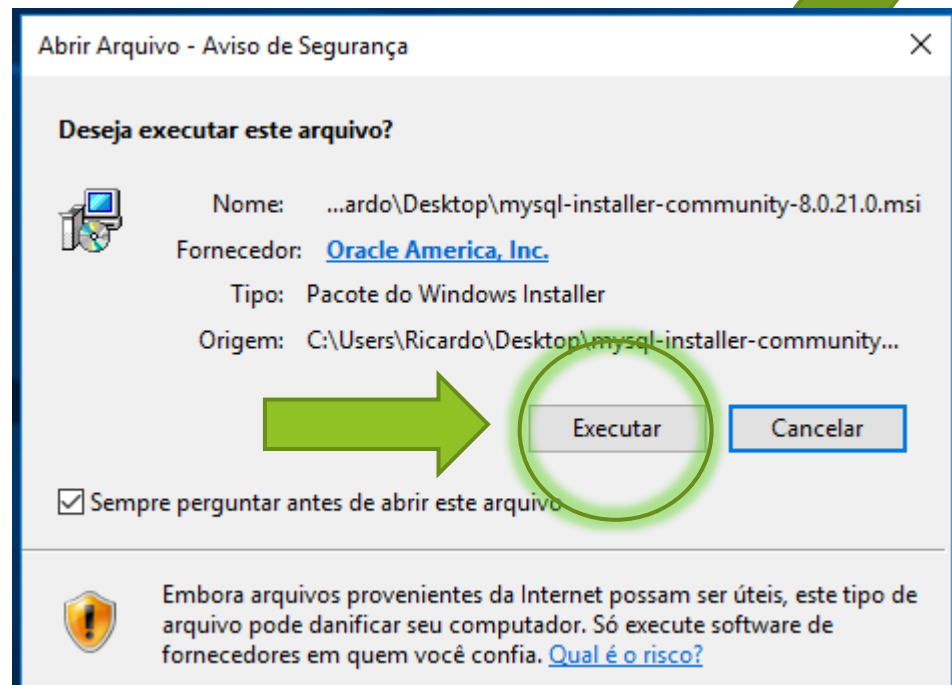 Abrir Arquivo - Aviso de Segurança
Deseja executar este arquivo?
Nome: ...ardo\Desktop\mysql-installer-community-8.0.21.0.msi
Fornecedor: Oracle America, Inc.
Tipo: Pacote do Windows Installer
Origem: C:\Users\Ricardo\Desktop\mysql-installer-community...
Executar Cancelar
Sempre perguntar antes de abrir este arquivo
Embora arquivos provenientes da Internet possam ser úteis, este tipo de
arquivo pode danificar seu computador. Só execute software de
fornecedores em quem você confia. Qual é o risco?